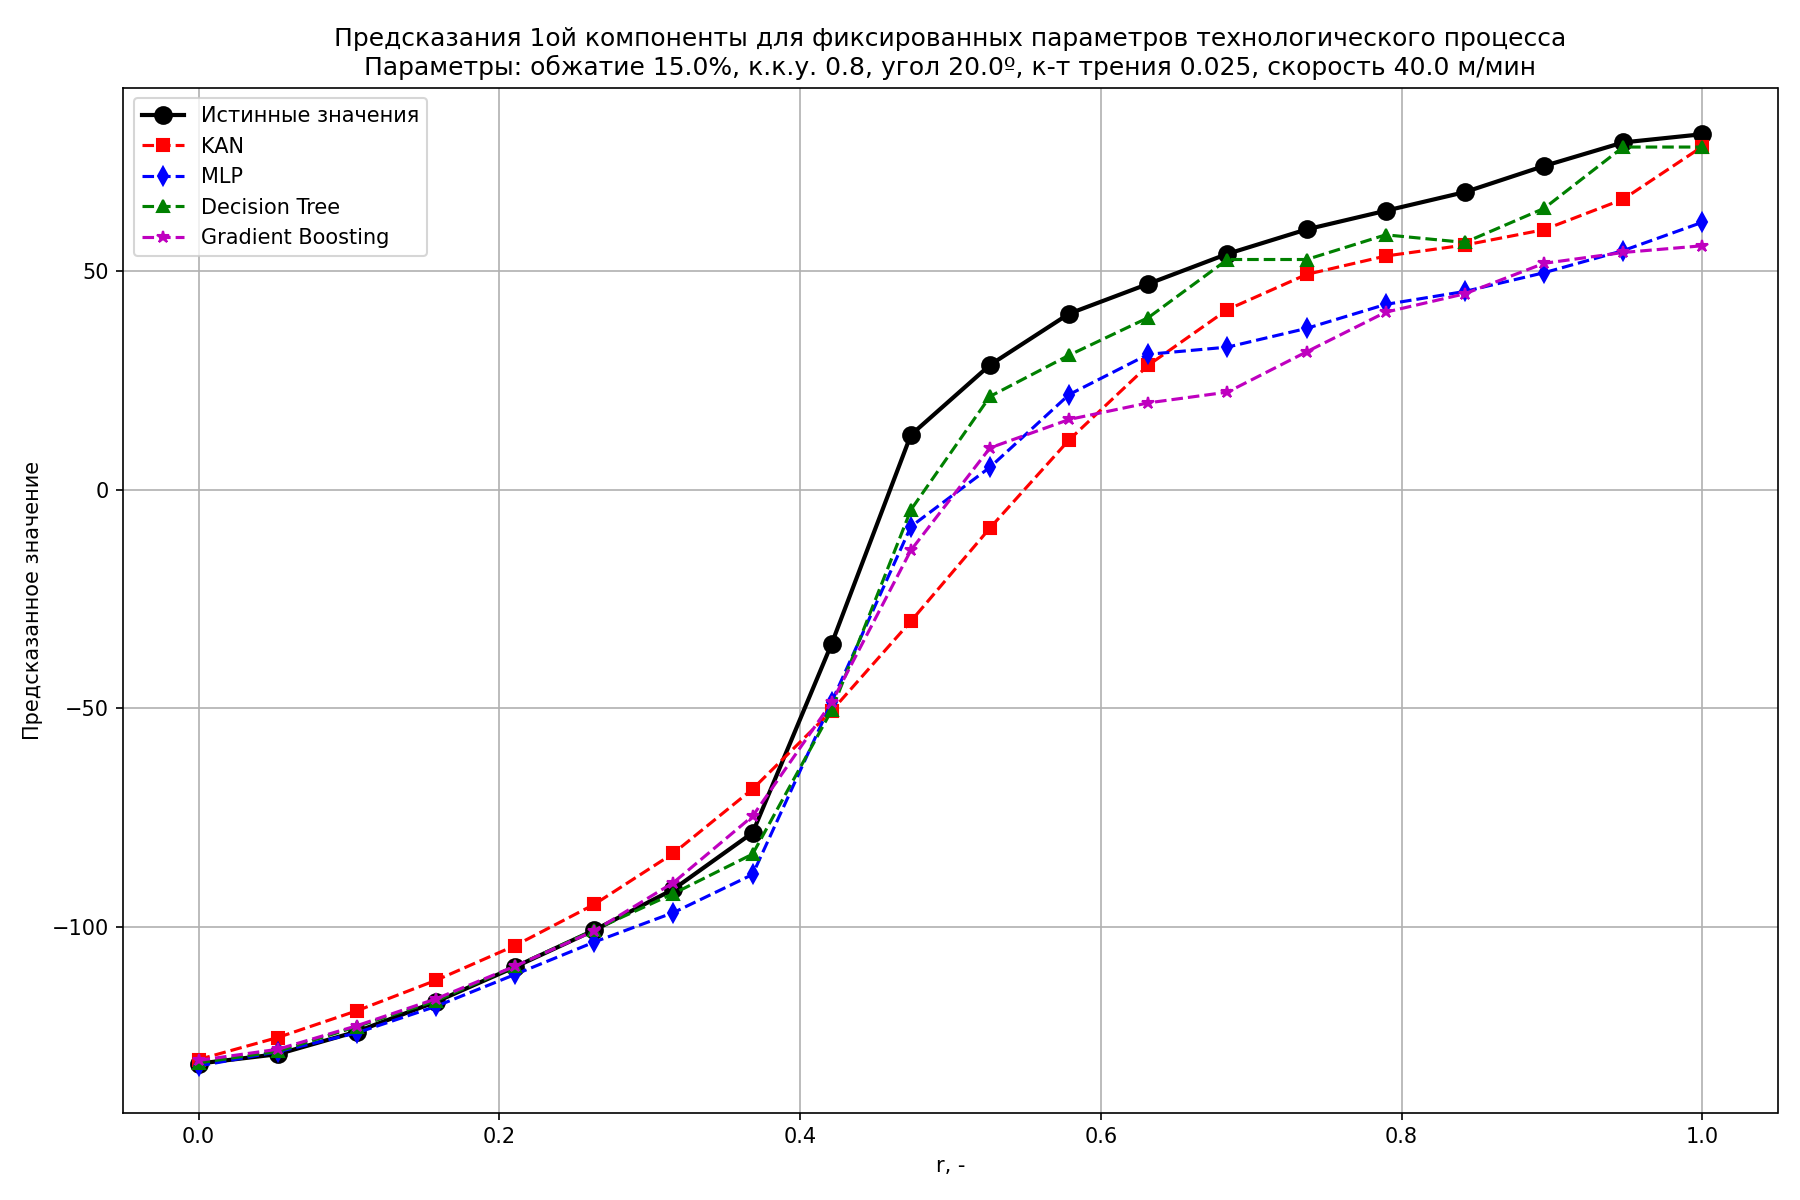 Предсказания 1ой компоненты для фиксированных параметров технологического процесса
Параметры: обжатие 15.0%, к.к.у. 0.8, угол 20.0º, к-т трения 0.025, скорость 40.0 м/мин
Истинные значения
KAN
MLP
Decision Tree
Gradient Boosting
Предсказанное значение
50
0
−50
−100
0.0
0.2
0.4
0.6
0.8
1.0
r, -